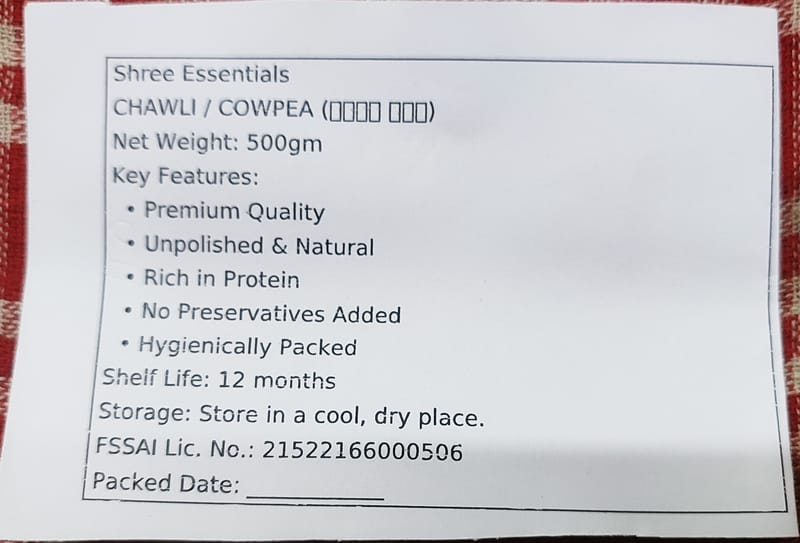 Shree Essentials
CHAWLI / COWPEA (▯▯▯▯ ▯▯▯)
Net Weight: 500gm
Key Features:
• Premium Quality
• Unpolished & Natural
• Rich in Protein
• No Preservatives Added
• Hygienically Packed
Shelf Life: 12 months
Storage: Store in a cool, dry place.
FSSAI Lic. No.: 21522166000506
Packed Date: ____________